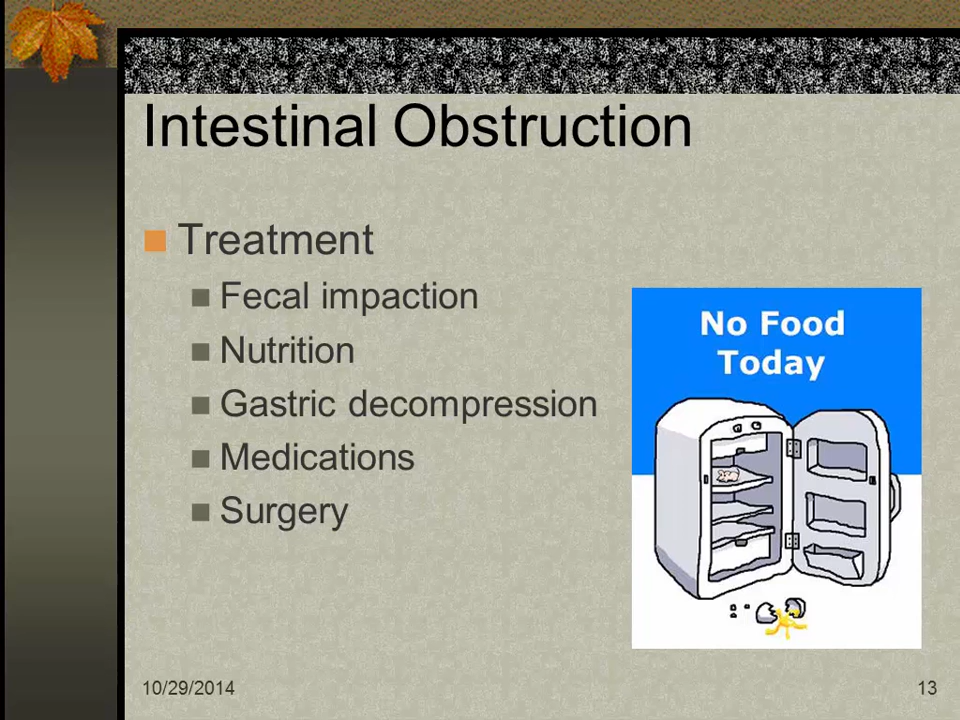 Intestinal Obstruction
Treatment
Fecal impaction
Nutrition
Gastric decompression
Medications
Surgery
No Food
Today
10/29/2014
13